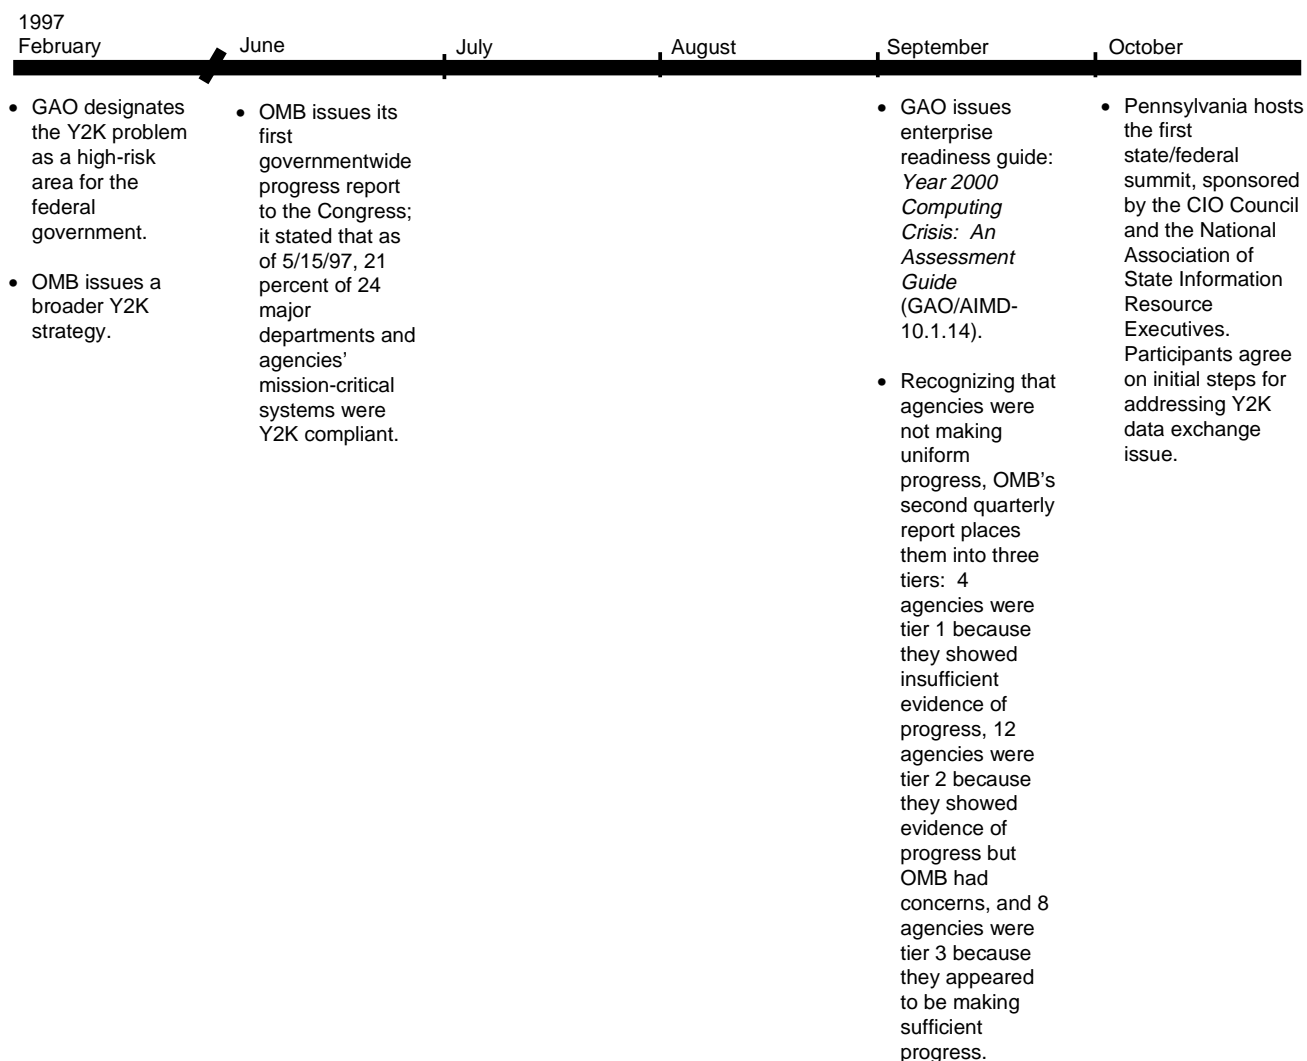 1997
February
June
July
August
September
October
• GAO designates
the Y2K problem
as a high-risk
area for the
federal
government.
• OMB issues a
broader Y2K
strategy.
• OMB issues its
first
governmentwide
progress report
to the Congress;
it stated that as
of 5/15/97, 21
percent of 24
major
departments and
agencies’
mission-critical
systems were
Y2K compliant.
• GAO issues
enterprise
readiness guide:
Year 2000
Computing
Crisis:  An
Assessment
Guide
(GAO/AIMD-
10.1.14).
• Recognizing that
agencies were
not making
uniform
progress, OMB’s
second quarterly
report places
them into three
tiers:  4
agencies were
tier 1 because
they showed
insufficient
evidence of
progress, 12
agencies were
tier 2 because
they showed
evidence of
progress but
OMB had
concerns, and 8
agencies were
tier 3 because
they appeared
to be making
sufficient
progress.
• Pennsylvania hosts
the first
state/federal
summit, sponsored
by the CIO Council
and the National
Association of
State Information
Resource
Executives.
Participants agree
on initial steps for
addressing Y2K
data exchange
issue.